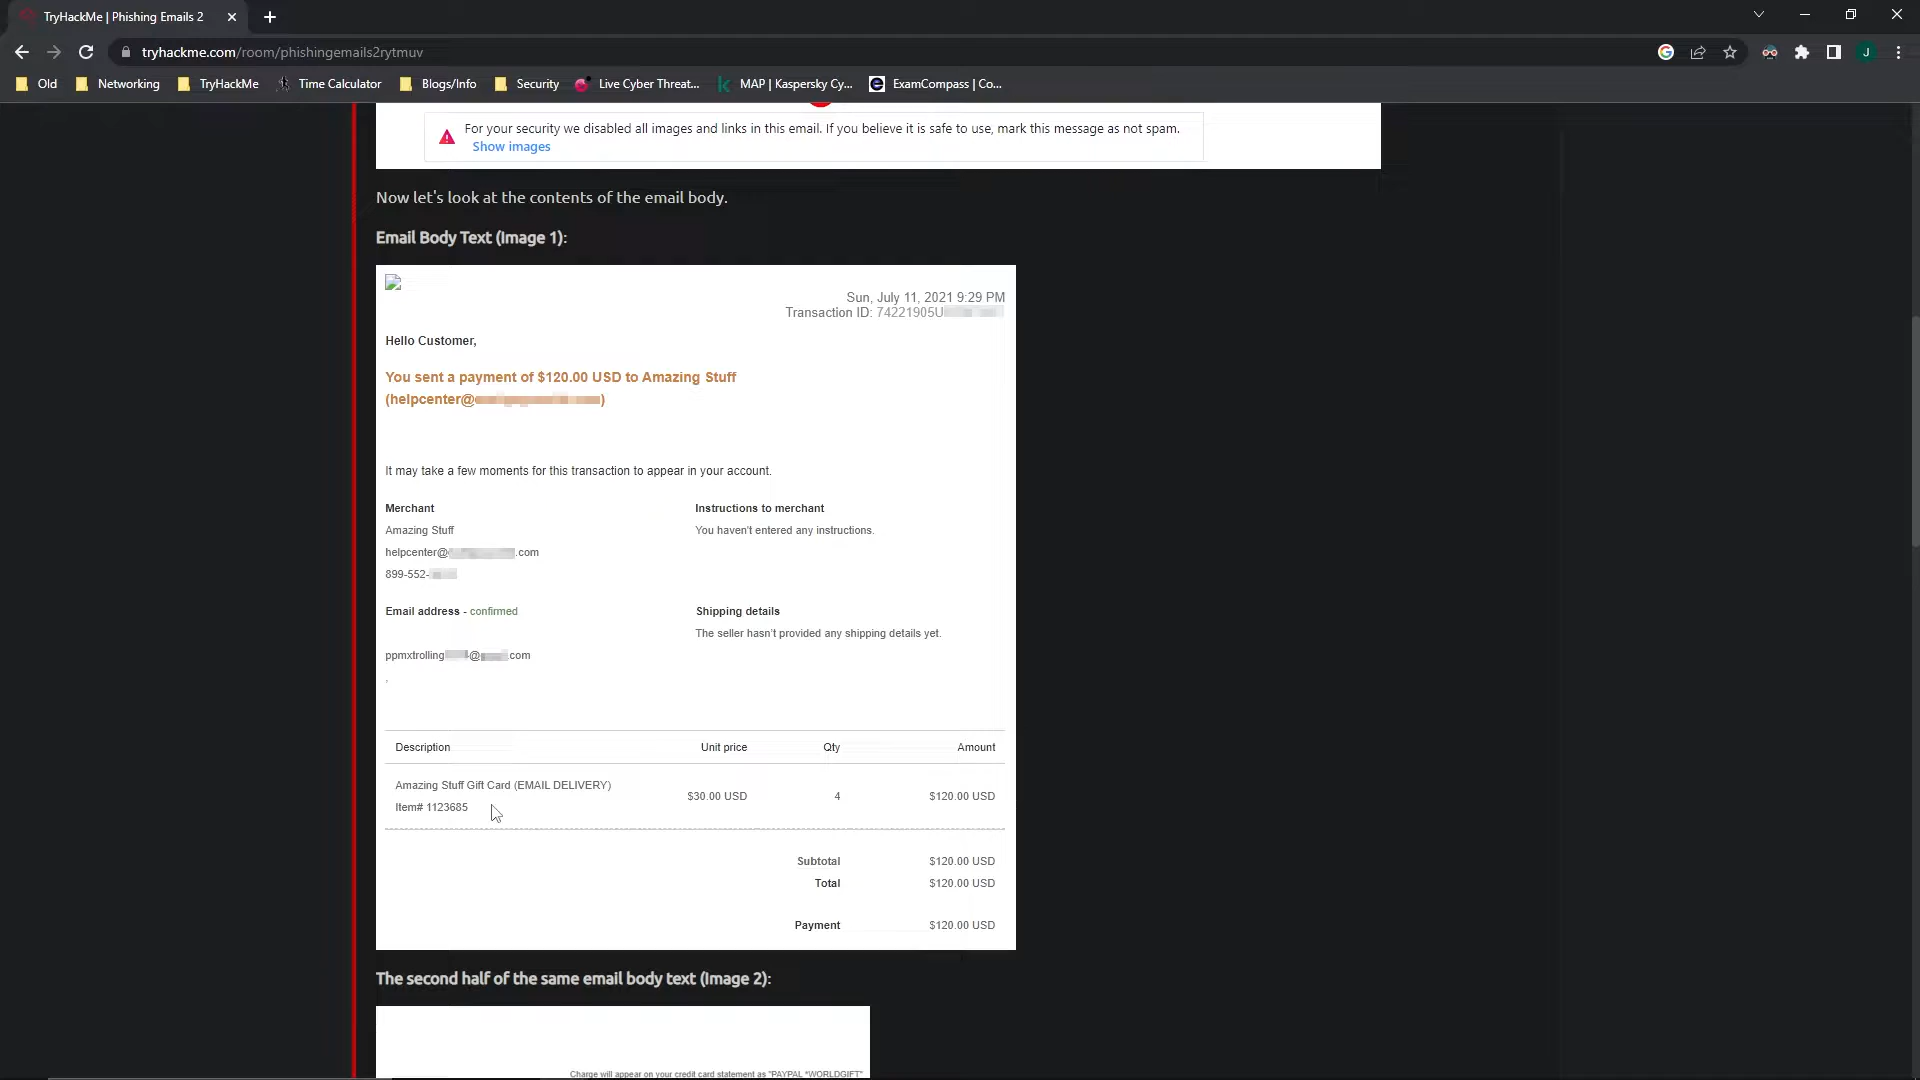 TryHackMe | Phishing Emails 2
tryhackme.com/room/phishingemails2rytmuv
J
Old
Networking
TryHackMe
Time Calculator
Blogs/Info
Security
Live Cyber Threat...
MAP | Kaspersky Cy...
ExamCompass | Co...
For your security we disabled all images and links in this email. If you believe it is safe to use, mark this message as not spam.
Show images
Now let's look at the contents of the email body.
Email Body Text (Image 1):
Sun, July 11, 2021 9:29 PM
Transaction ID: 74221905U
Hello Customer,
You sent a payment of $120.00 USD to Amazing Stuff
(helpcenter@ )
It may take a few moments for this transaction to appear in your account.
Merchant
Instructions to merchant
Amazing Stuff
You haven't entered any instructions.
helpcenter@ .com
899-552-
Email address - confirmed
Shipping details
The seller hasn't provided any shipping details yet.
ppmxtrolling @ .com
,
Description Unit price Qty Amount
Amazing Stuff Gift Card (EMAIL DELIVERY)
Item# 1123685
$30.00 USD 4 $120.00 USD
Subtotal $120.00 USD
Total $120.00 USD
Payment $120.00 USD
The second half of the same email body text (Image 2):
Charge will appear on your credit card statement as "PAYPAL *WORLDGIFT"